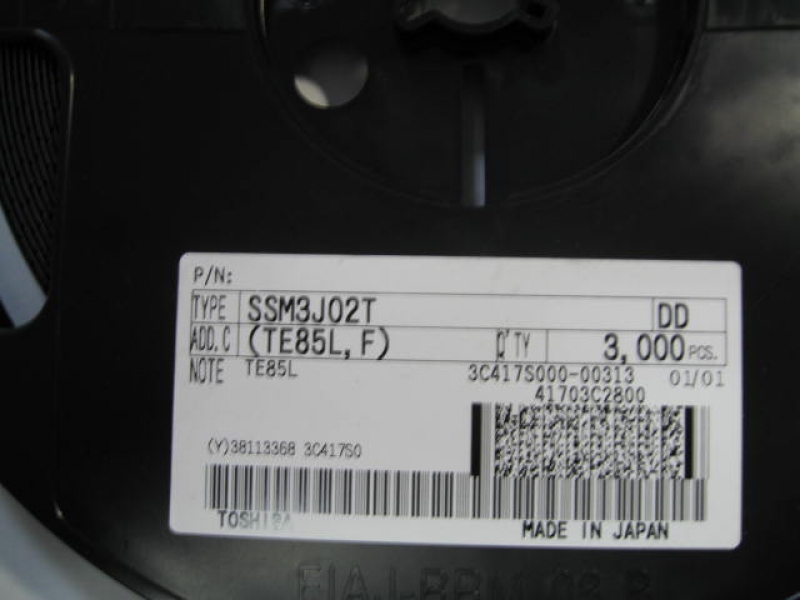 P/N:
TYPE SSM3J02T DD
ADD.C (TE85L,F) Q'TY 3,000 PCS.
NOTE TE85L 3C417S000-00313 01/01
41703C2800
(Y)38113368 3C417S0
TOSHIBA MADE IN JAPAN